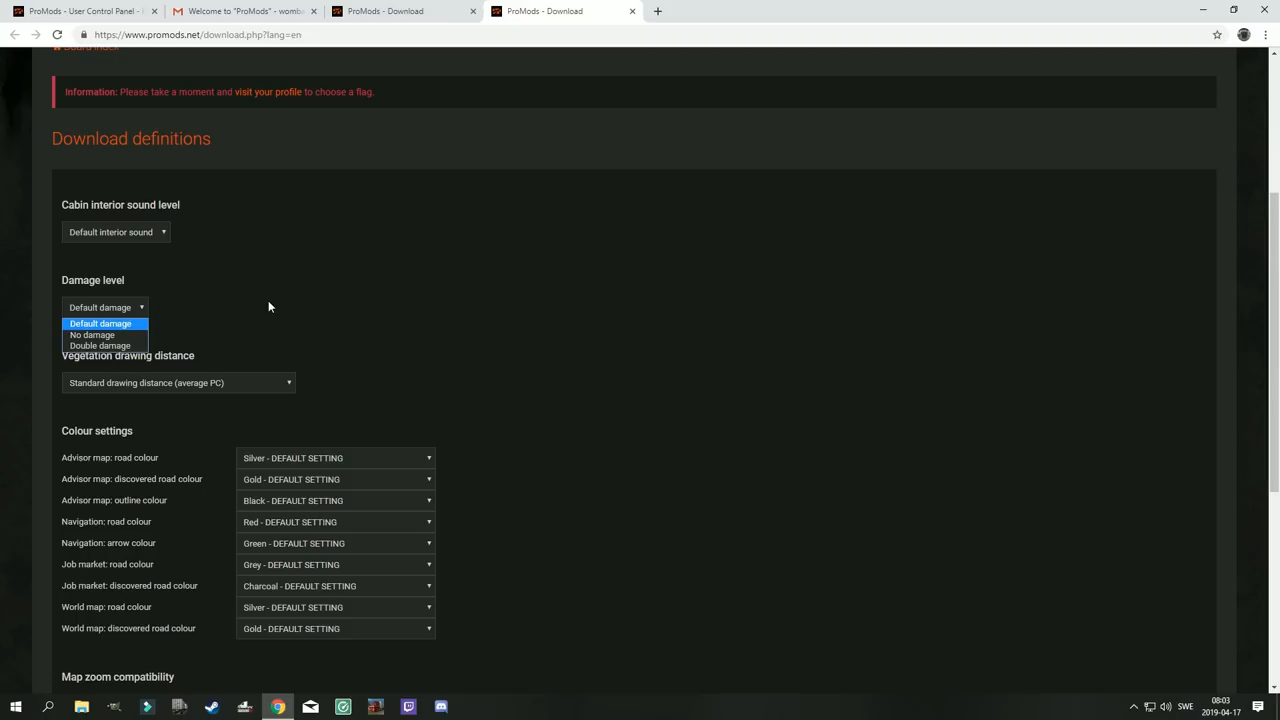 ProMods - User Control Panel -
Welcome to "ProMods" - womba
ProMods - Download
ProMods - Download
https://www.promods.net/download.php?lang=en
Board index
Information: Please take a moment and visit your profile to choose a flag.
Download definitions
Cabin interior sound level
Default interior sound
Damage level
Default damage
Default damage
No damage
Double damage
Vegetation drawing distance
Standard drawing distance (average PC)
Colour settings
Advisor map: road colour Silver - DEFAULT SETTING
Advisor map: discovered road colour Gold - DEFAULT SETTING
Advisor map: outline colour Black - DEFAULT SETTING
Navigation: road colour Red - DEFAULT SETTING
Navigation: arrow colour Green - DEFAULT SETTING
Job market: road colour Grey - DEFAULT SETTING
Job market: discovered road colour Charcoal - DEFAULT SETTING
World map: road colour Silver - DEFAULT SETTING
World map: discovered road colour Gold - DEFAULT SETTING
Map zoom compatibility
SWE
08:03
2019-04-17